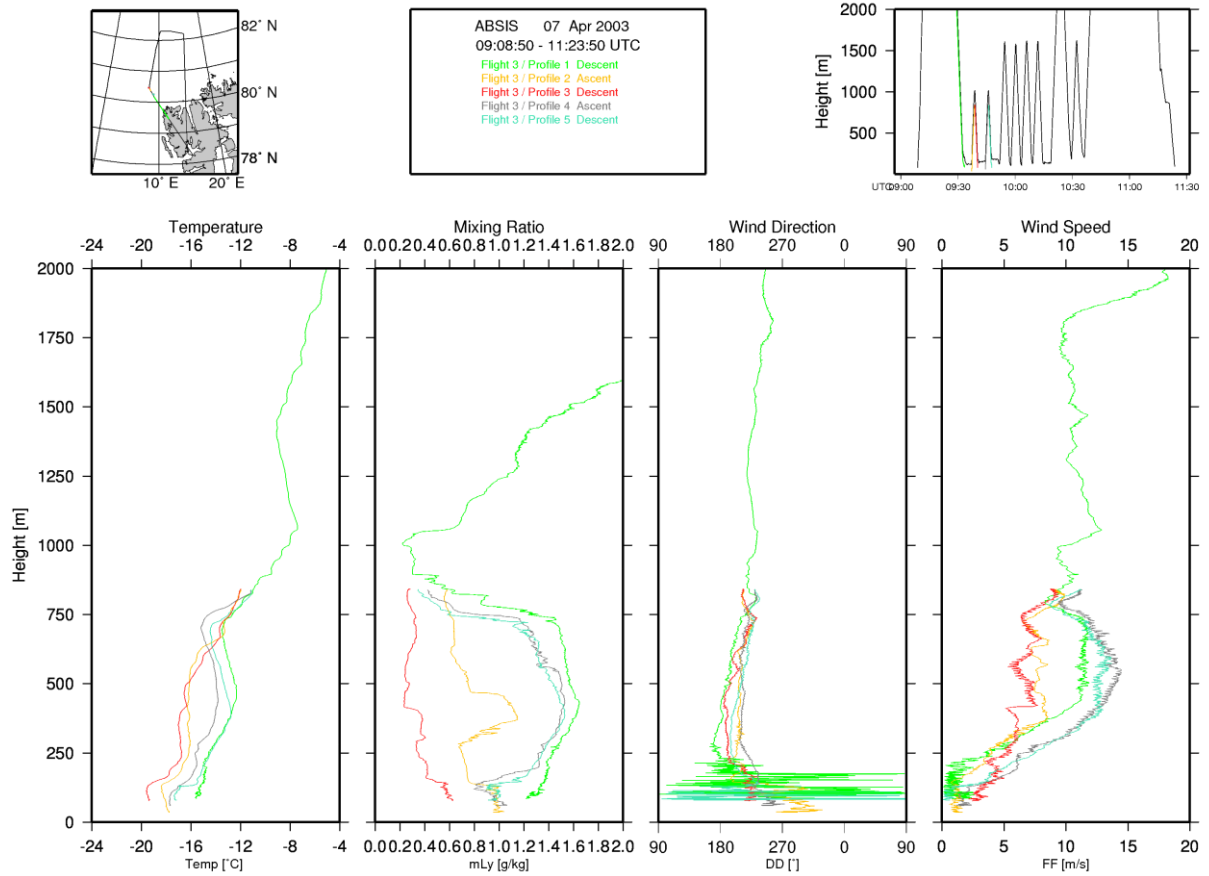 82° N
80° N
78° N
10° E
20° E
ABSIS 07 Apr 2003
09:08:50 - 11:23:50 UTC
Flight 3 / Profile 1 Descent
Flight 3 / Profile 2 Ascent
Flight 3 / Profile 3 Descent
Flight 3 / Profile 4 Ascent
Flight 3 / Profile 5 Descent
Height [m]
2000
1500
1000
500
UTC 09:00 09:30 10:00 10:30 11:00 11:30
Temperature
-24 -20 -16 -12 -8 -4
Mixing Ratio
0.0 0.2 0.4 0.6 0.8 1.0 1.2 1.4 1.6 1.8 2.0
Wind Direction
90 180 270 0 90
Wind Speed
0 5 10 15 20
Height [m]
2000
1750
1500
1250
1000
750
500
250
0
-24 -20 -16 -12 -8 -4
Temp [°C]
0.0 0.2 0.4 0.6 0.8 1.0 1.2 1.4 1.6 1.8 2.0
mLy [g/kg]
90 180 270 0 90
DD [°]
0 5 10 15 20
FF [m/s]